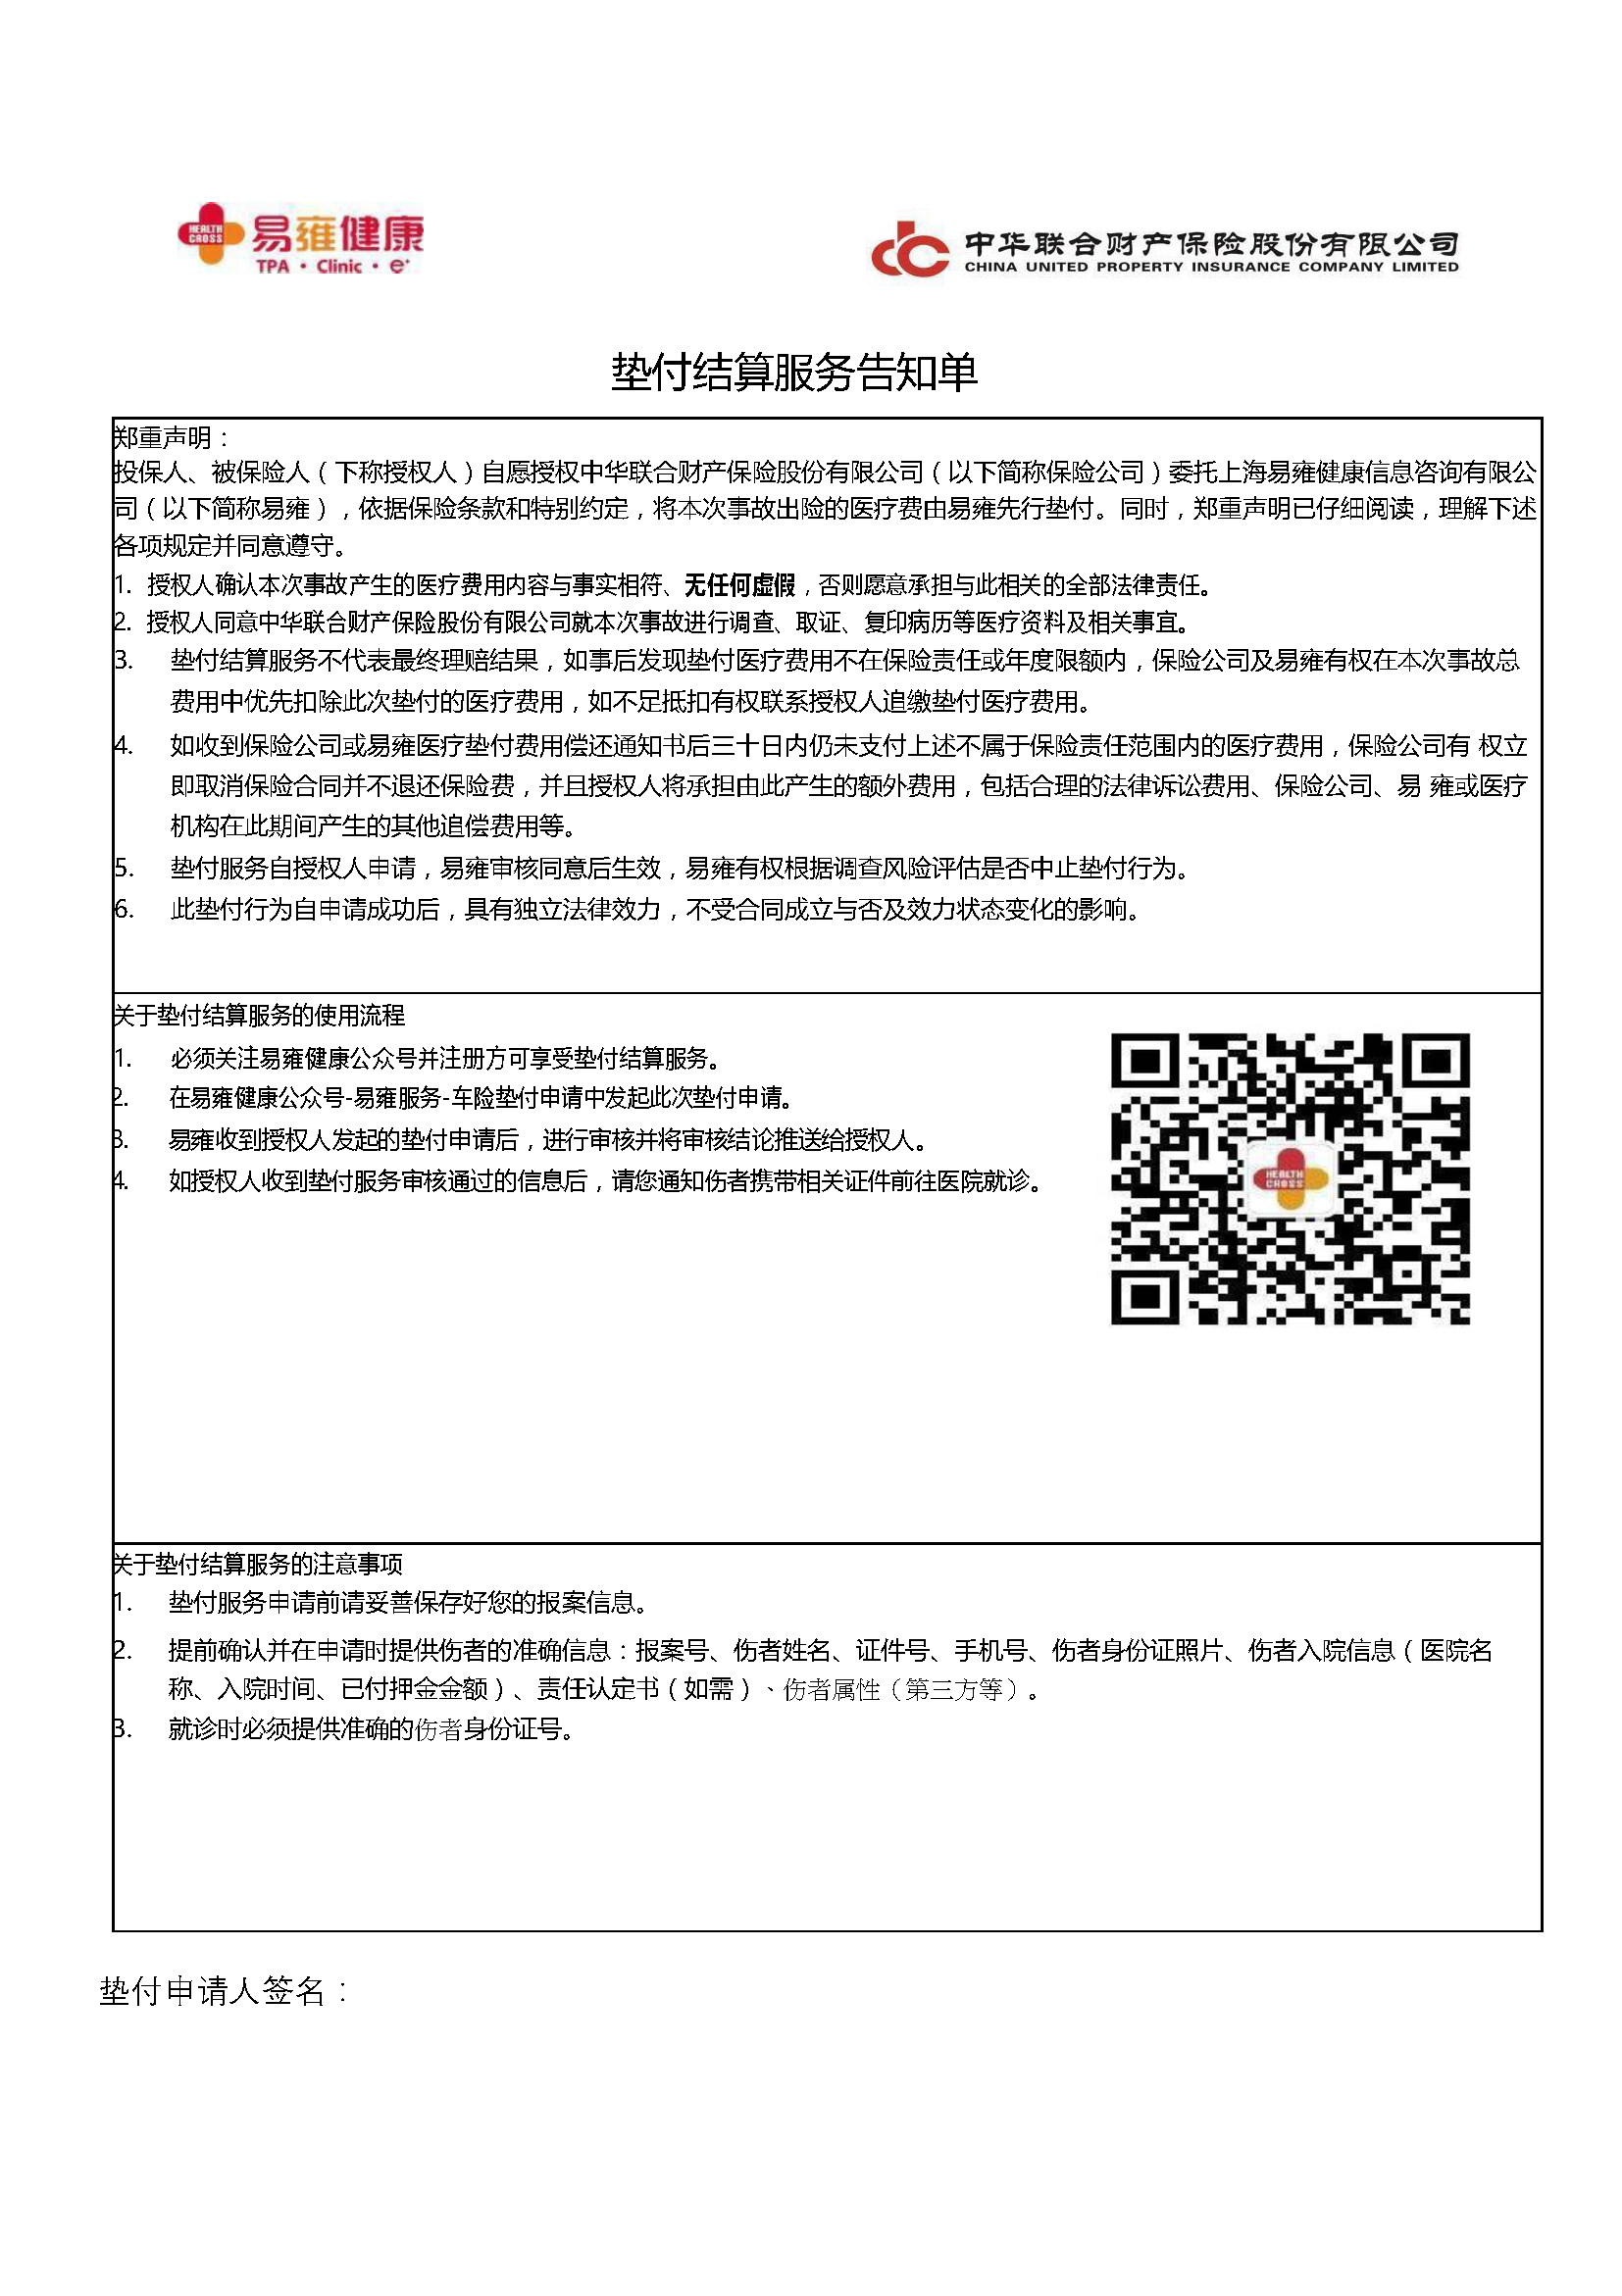 HEALTH
CROSS
易雍健康
TPA · Clinic · e+
中华联合财产保险股份有限公司
CHINA UNITED PROPERTY INSURANCE COMPANY LIMITED
垫付结算服务告知单
郑重声明：
投保人、被保险人（下称授权人）自愿授权中华联合财产保险股份有限公司（以下简称保险公司）委托上海易雍健康信息咨询有限公
司（以下简称易雍），依据保险条款和特别约定，将本次事故出险的医疗费由易雍先行垫付。同时，郑重声明已仔细阅读，理解下述
各项规定并同意遵守。
1. 授权人确认本次事故产生的医疗费用内容与事实相符、无任何虚假，否则愿意承担与此相关的全部法律责任。
2. 授权人同意中华联合财产保险股份有限公司就本次事故进行调查、取证、复印病历等医疗资料及相关事宜。
3. 垫付结算服务不代表最终理赔结果，如事后发现垫付医疗费用不在保险责任或年度限额内，保险公司及易雍有权在本次事故总
费用中优先扣除此次垫付的医疗费用，如不足抵扣有权联系授权人追缴垫付医疗费用。
4. 如收到保险公司或易雍医疗垫付费用偿还通知书后三十日内仍未支付上述不属于保险责任范围内的医疗费用，保险公司有 权立
即取消保险合同并不退还保险费，并且授权人将承担由此产生的额外费用，包括合理的法律诉讼费用、保险公司、易 雍或医疗
机构在此期间产生的其他追偿费用等。
5. 垫付服务自授权人申请，易雍审核同意后生效，易雍有权根据调查风险评估是否中止垫付行为。
6. 此垫付行为自申请成功后，具有独立法律效力，不受合同成立与否及效力状态变化的影响。
关于垫付结算服务的使用流程
1. 必须关注易雍健康公众号并注册方可享受垫付结算服务。
2. 在易雍健康公众号-易雍服务-车险垫付申请中发起此次垫付申请。
3. 易雍收到授权人发起的垫付申请后，进行审核并将审核结论推送给授权人。
4. 如授权人收到垫付服务审核通过的信息后，请您通知伤者携带相关证件前往医院就诊。
HEALTH
CROSS
关于垫付结算服务的注意事项
1. 垫付服务申请前请妥善保存好您的报案信息。
2. 提前确认并在申请时提供伤者的准确信息：报案号、伤者姓名、证件号、手机号、伤者身份证照片、伤者入院信息（医院名
称、入院时间、已付押金金额）、责任认定书（如需）、伤者属性（第三方等）。
3. 就诊时必须提供准确的伤者身份证号。
垫付申请人签名：